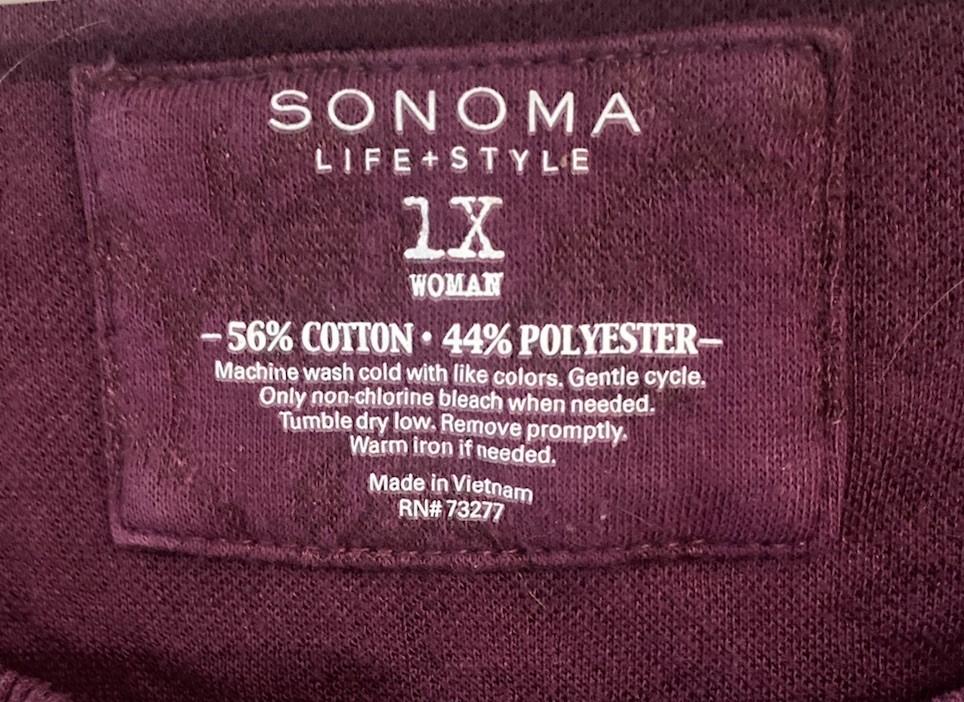 SONOMA
LIFE+STYLE
1X
WOMAN
–56% COTTON • 44% POLYESTER–
Machine wash cold with like colors. Gentle cycle.
Only non-chlorine bleach when needed.
Tumble dry low. Remove promptly.
Warm iron if needed.
Made in Vietnam
RN# 73277